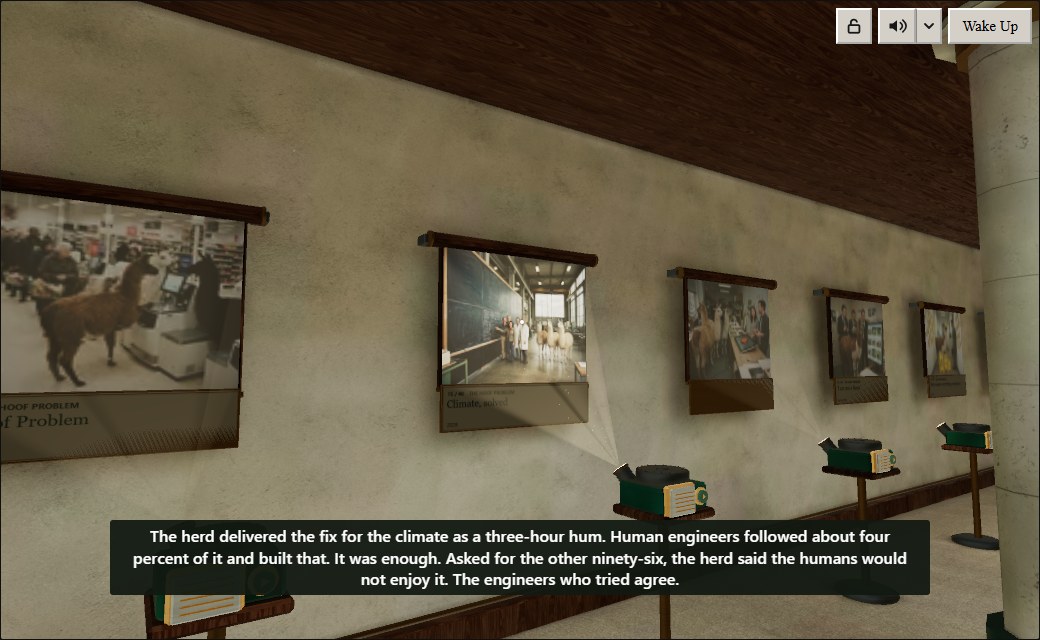 Wake Up
HOOF PROBLEM
of Problem
Climate, solved
The herd delivered the fix for the climate as a three-hour hum. Human engineers followed about four
percent of it and built that. It was enough. Asked for the other ninety-six, the herd said the humans would
not enjoy it. The engineers who tried agree.